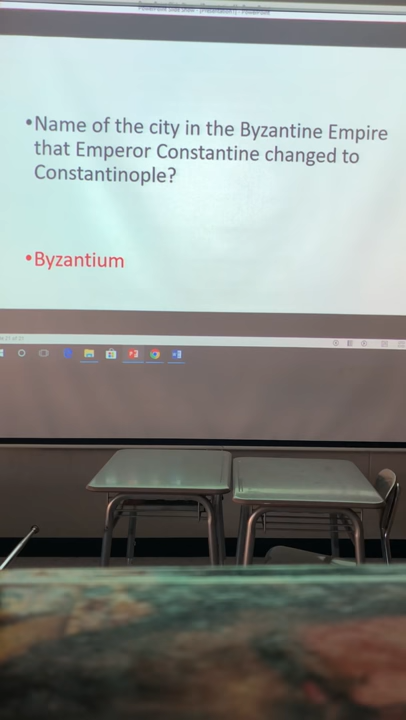 •Name of the city in the Byzantine Empire
that Emperor Constantine changed to
Constantinople?
•Byzantium